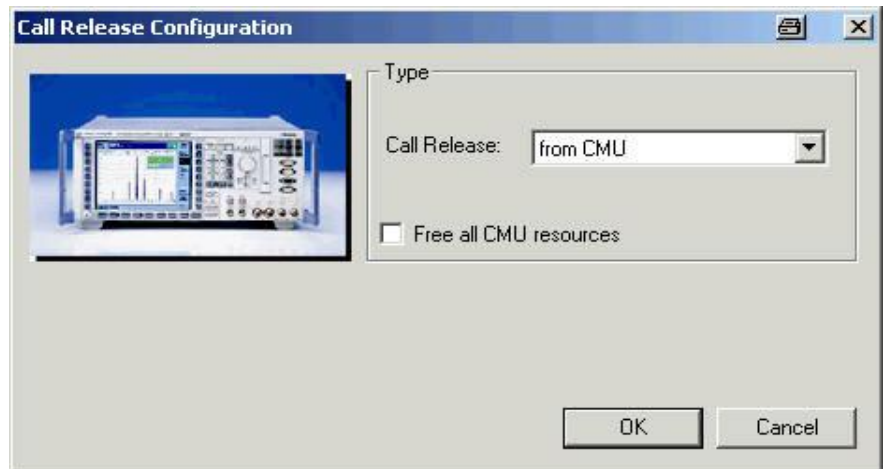 Call Release Configuration
Type
Call Release: from CMU
Free all CMU resources
OK Cancel